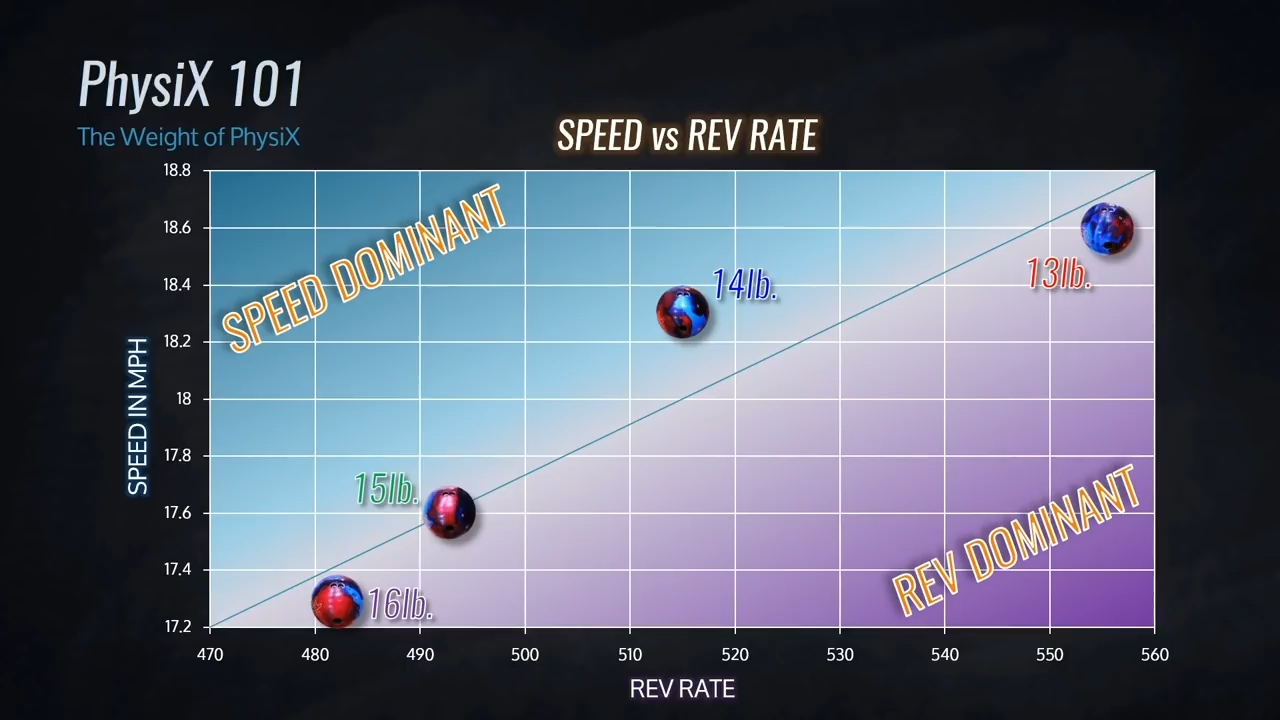 PhysiX 101
The Weight of PhysiX
SPEED vs REV RATE
18.8
18.6
18.4
18.2
18
17.8
17.6
17.4
17.2
SPEED IN MPH
SPEED DOMINANT
14lb.
13lb.
15lb.
16lb.
REV DOMINANT
470 480 490 500 510 520 530 540 550 560
REV RATE